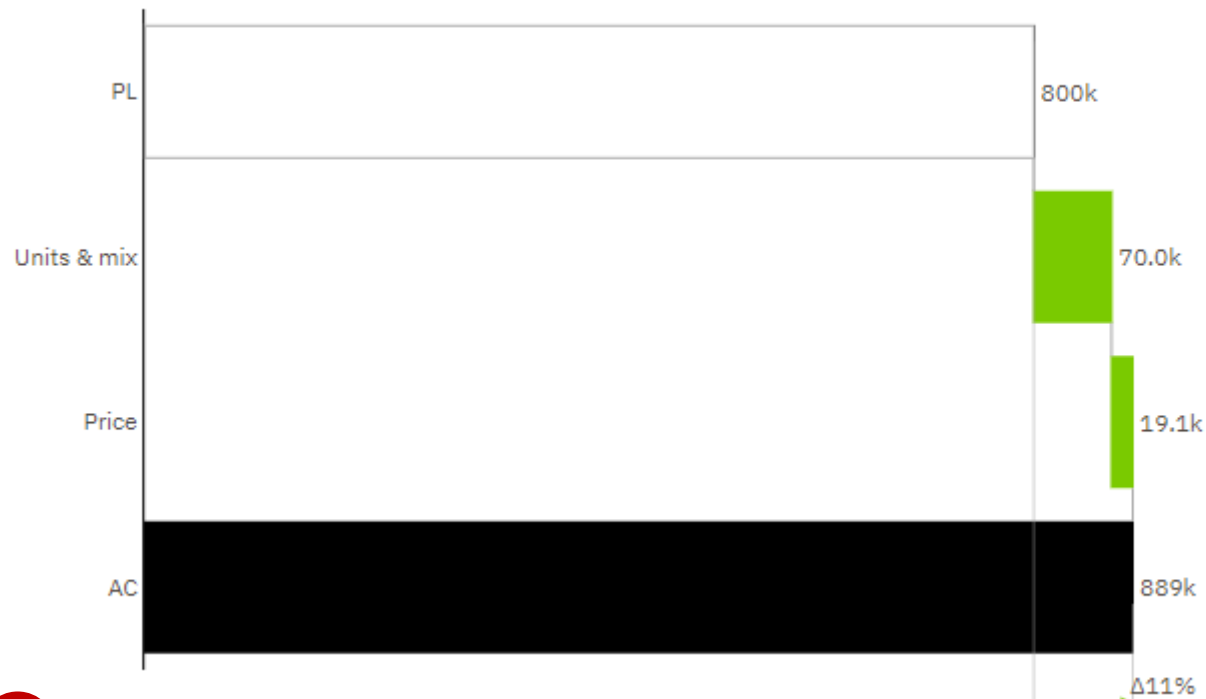 PL 800k
Units & mix 70.0k
Price 19.1k
AC 889k
Δ11%